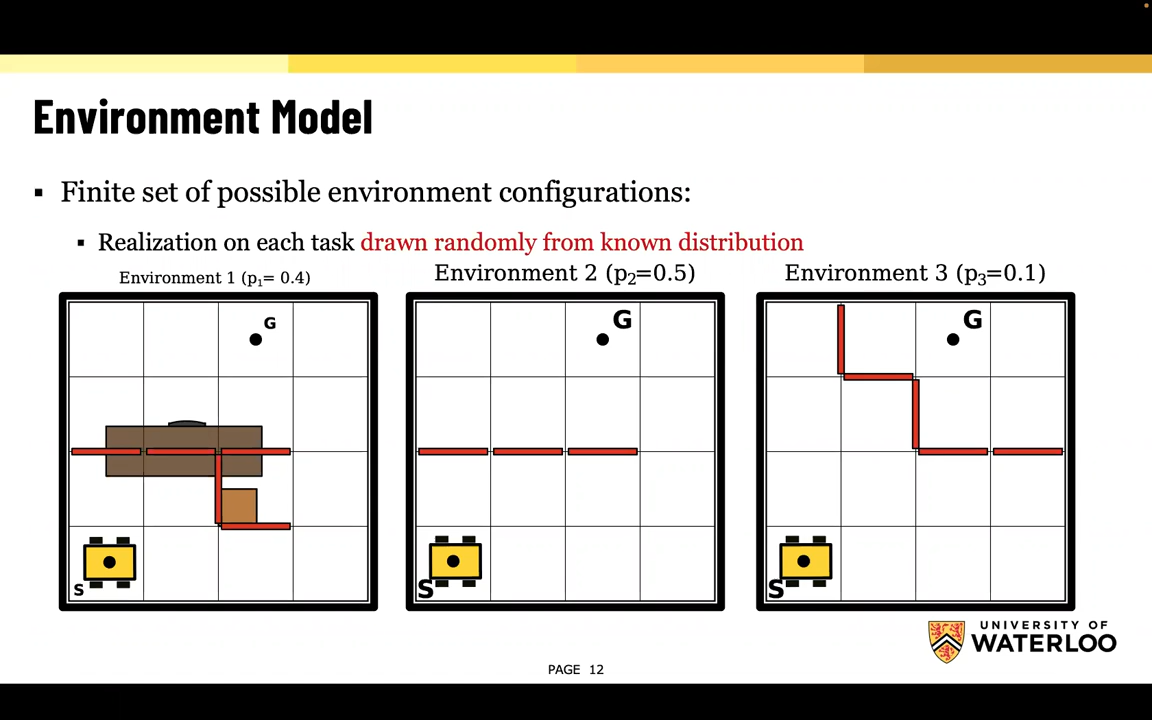 Environment Model
▪ Finite set of possible environment configurations:
▪ Realization on each task drawn randomly from known distribution
Environment 1 (p₁= 0.4)
Environment 2 (p₂=0.5)
Environment 3 (p₃=0.1)
G
G
G
S
S
S
UNIVERSITY OF
WATERLOO
PAGE 12